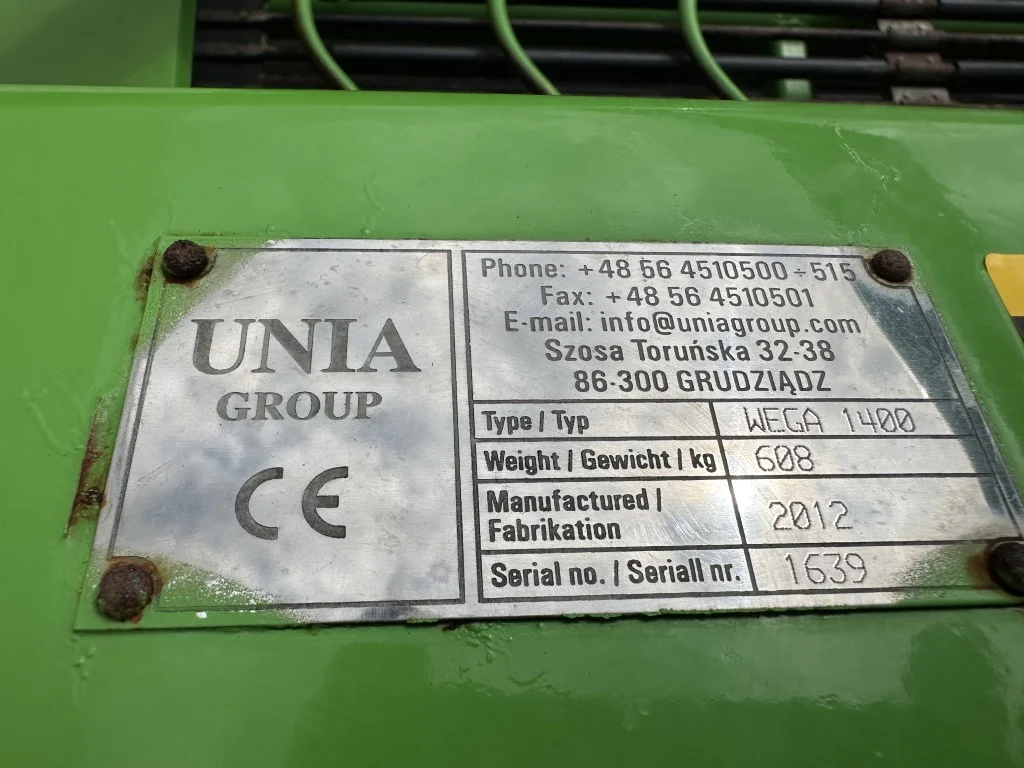 UNIA
GROUP
CE
Phone: +48 56 4510500÷515
Fax: +48 56 4510501
E-mail: info@uniagroup.com
Szosa Toruńska 32-38
86-300 GRUDZIĄDZ
Type / Typ WEGA 1400
Weight / Gewicht / kg 608
Manufactured /
Fabrikation 2012
Serial no. / Seriall nr. 1639